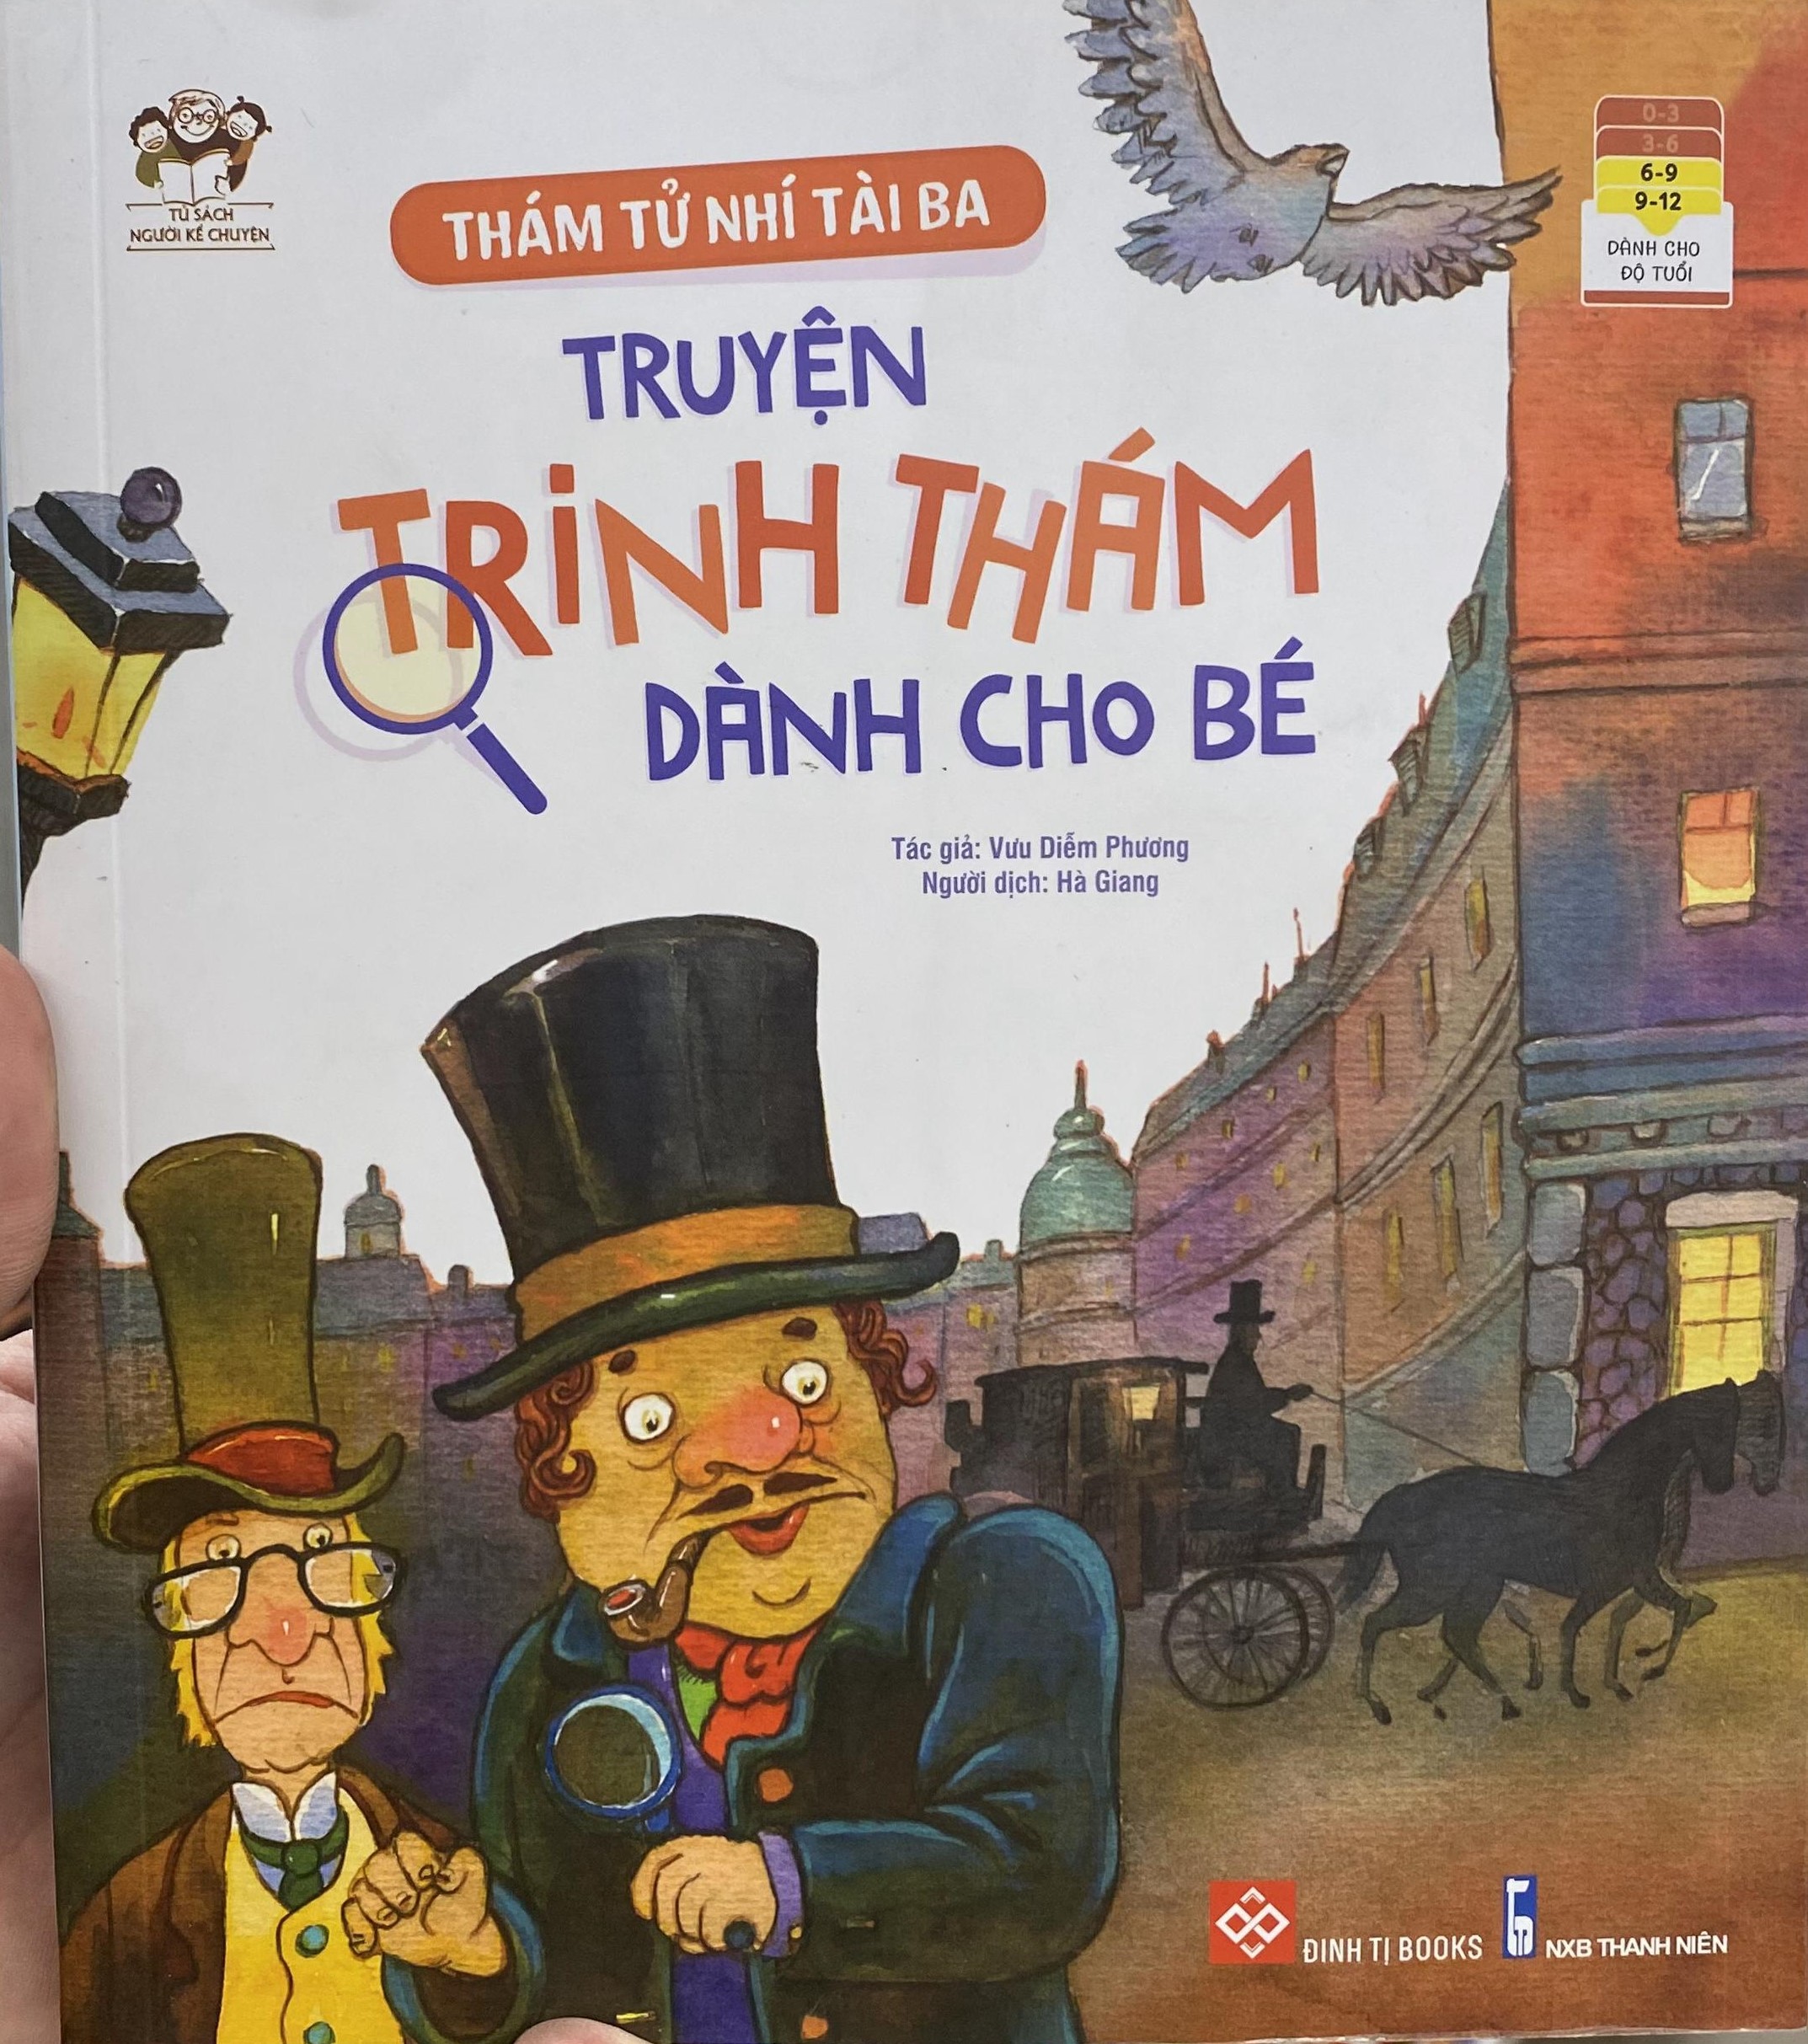 TỦ SÁCH
NGƯỜI KỂ CHUYỆN
THÁM TỬ NHÍ TÀI BA
0-3
3-6
6-9
9-12
DÀNH CHO
ĐỘ TUỔI
TRUYỆN
TRINH THÁM
DÀNH CHO BÉ
Tác giả: Vưu Diễm Phương
Người dịch: Hà Giang
ĐINH TỊ BOOKS
NXB THANH NIÊN